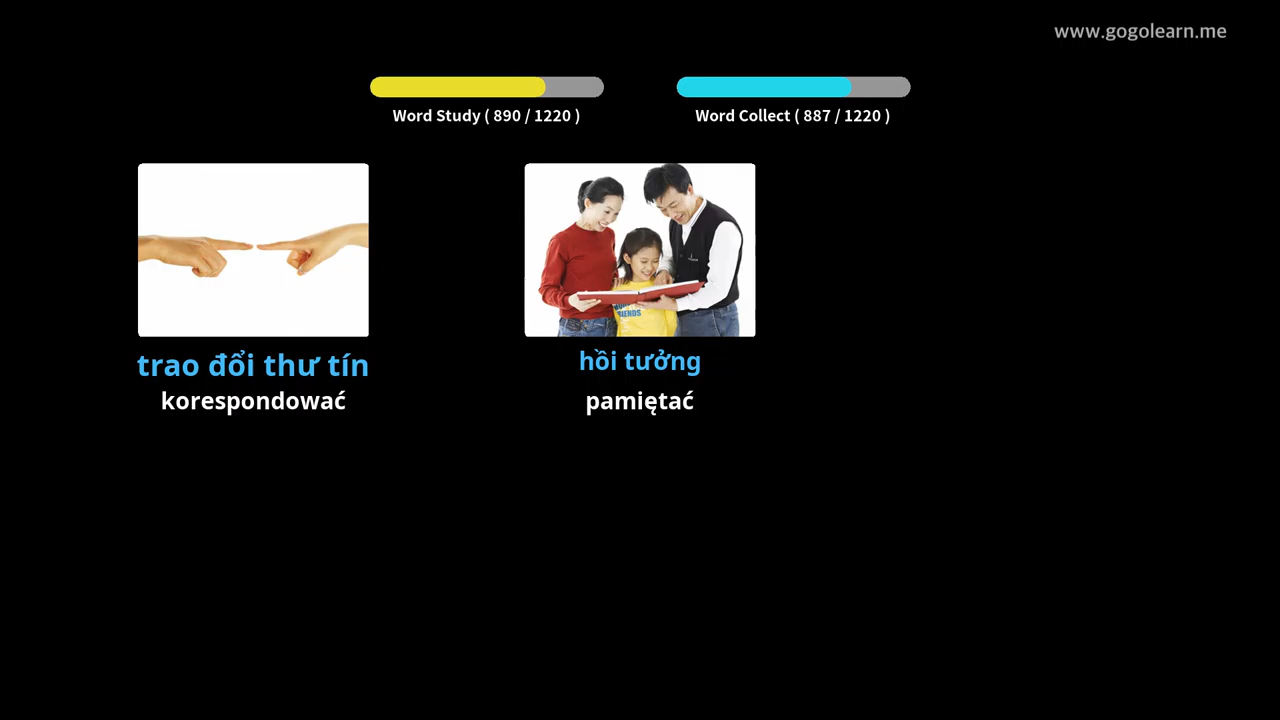 www.gogolearn.me
Word Study ( 890 / 1220 )
Word Collect ( 887 / 1220 )
trao đổi thư tín
korespondować
hồi tưởng
pamiętać